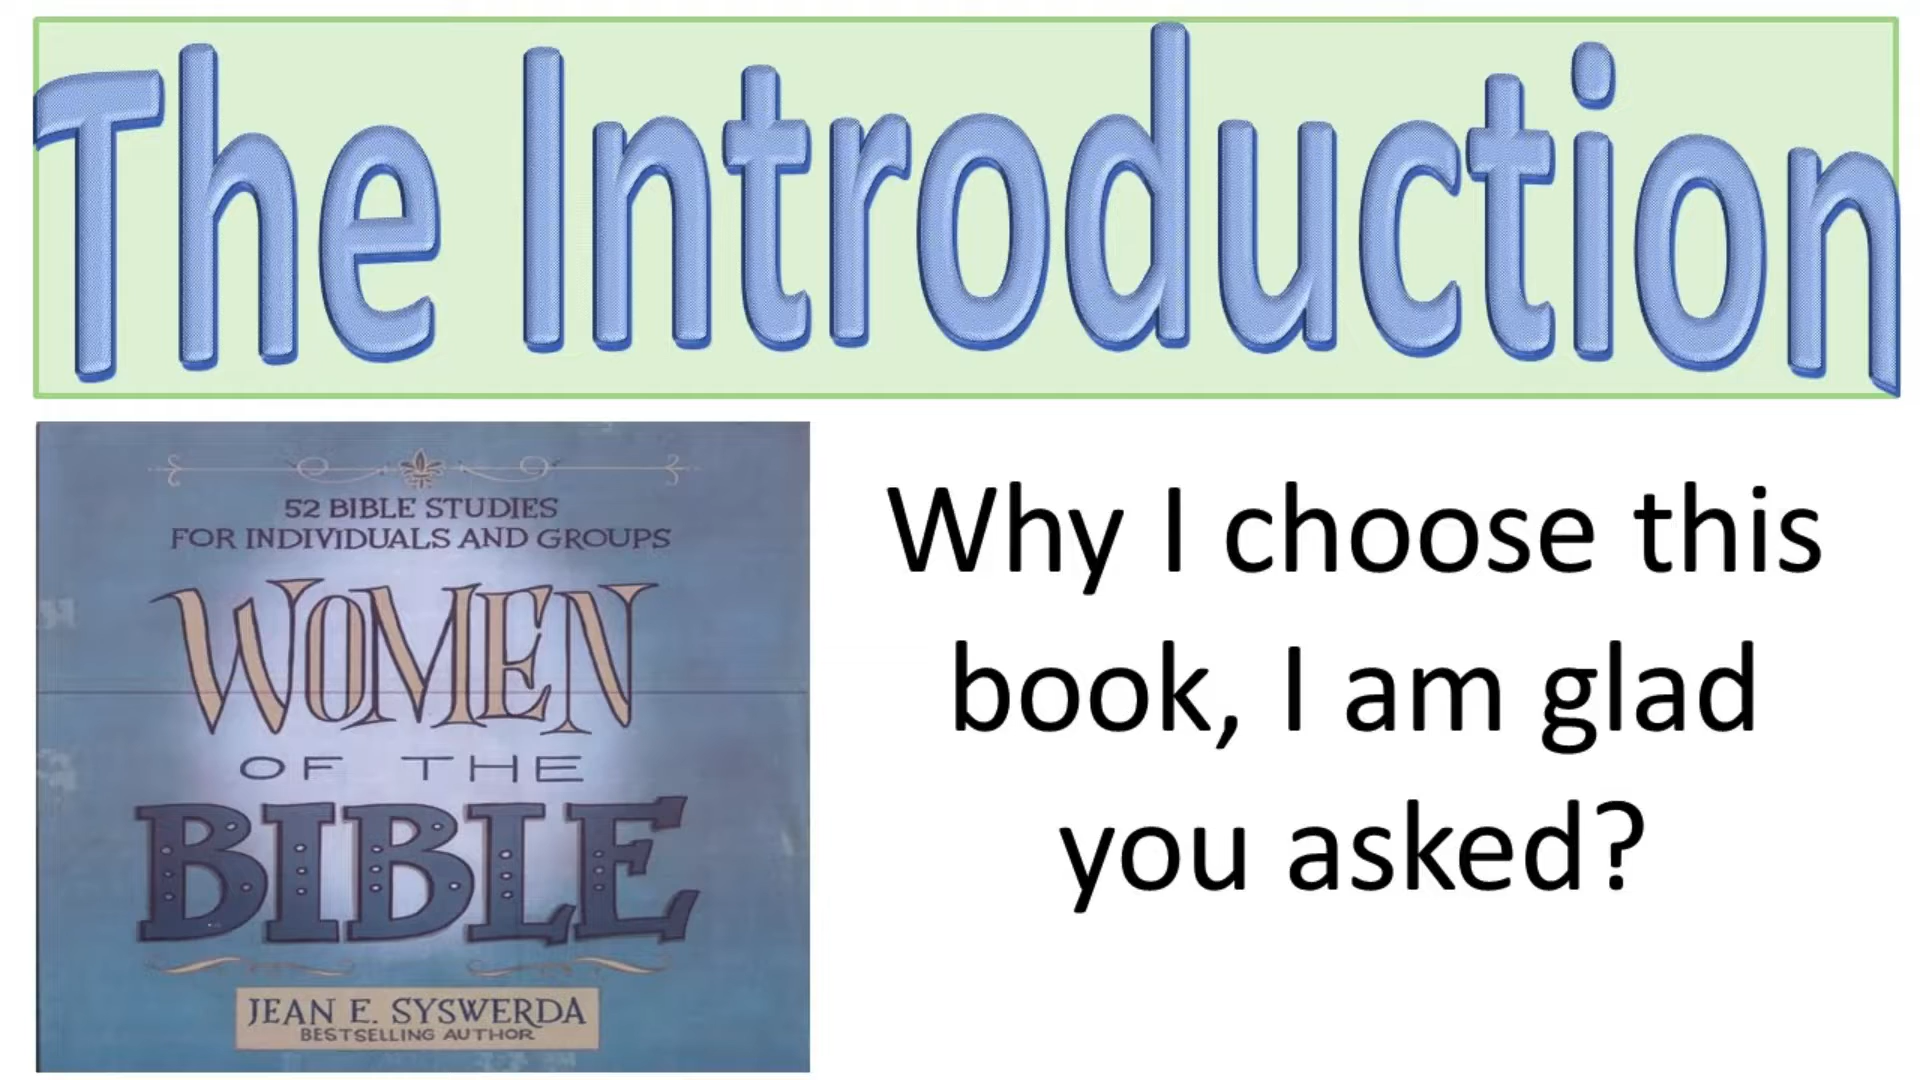 The Introduction
52 BIBLE STUDIES
FOR INDIVIDUALS AND GROUPS
WOMEN
OF THE
BIBLE
JEAN E. SYSWERDA
BESTSELLING AUTHOR
Why I choose this
book, I am glad
you asked?